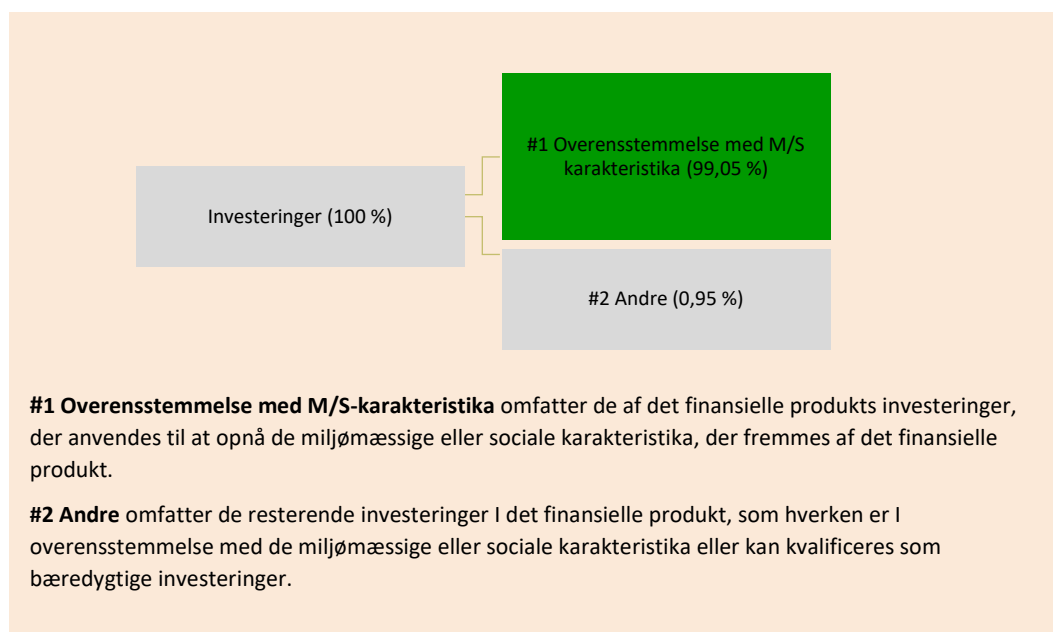 #1 Overensstemmelse med M/S
karakteristika (99,05 %)
Investeringer (100 %)
#2 Andre (0,95 %)
#1 Overensstemmelse med M/S-karakteristika omfatter de af det finansielle produkts investeringer,
der anvendes til at opnå de miljømæssige eller sociale karakteristika, der fremmes af det finansielle
produkt.
#2 Andre omfatter de resterende investeringer I det finansielle produkt, som hverken er I
overensstemmelse med de miljømæssige eller sociale karakteristika eller kan kvalificeres som
bæredygtige investeringer.